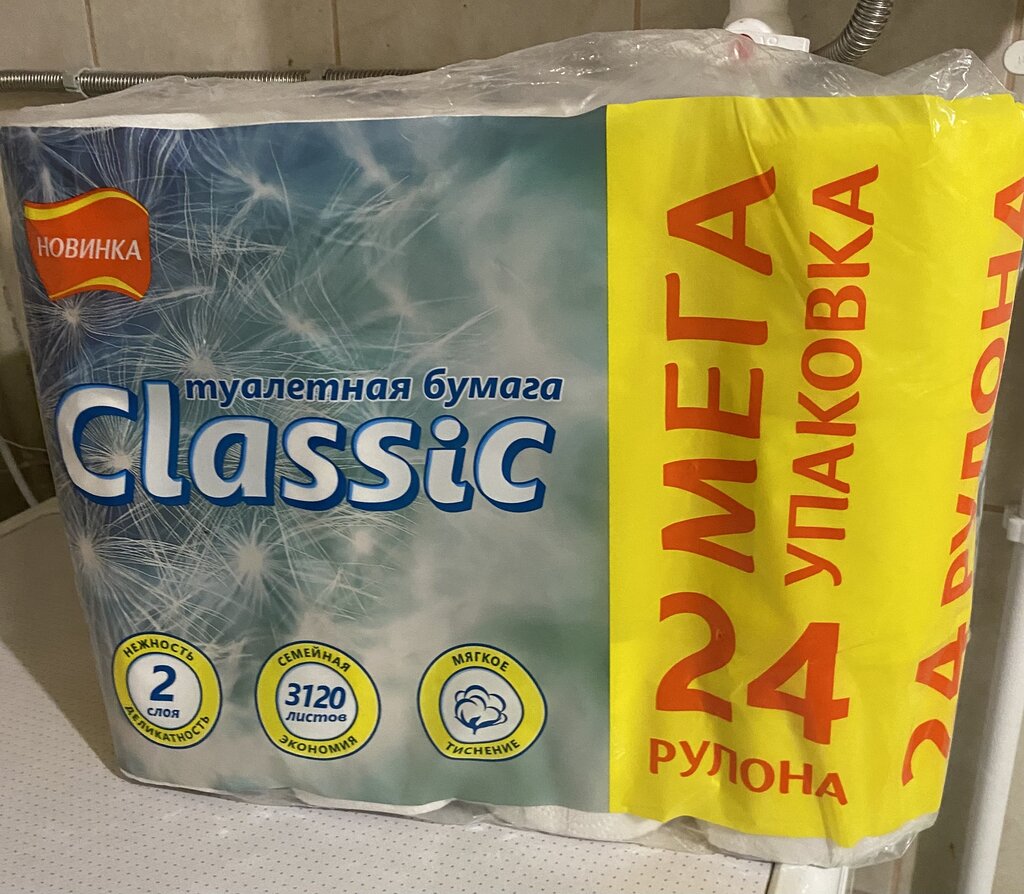 НОВИНКА
туалетная бумага
Classic
НЕЖНОСТЬ
2
слоя
ДЕЛИКАТНОСТЬ
СЕМЕЙНАЯ
3120
листов
ЭКОНОМИЯ
МЯГКОЕ
ТИСНЕНИЕ
МЕГА
УПАКОВКА
24
РУЛОНА
24 РУЛОНА